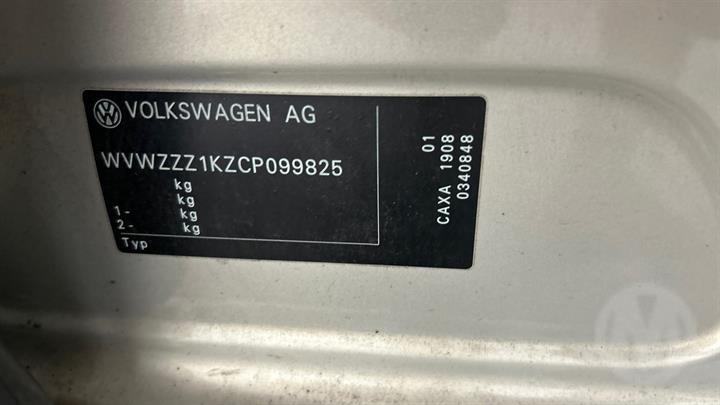 VOLKSWAGEN AG
WVWZZZ1KZCP099825
kg
kg
1- kg
2- kg
Typ
01
CAXA 1908
0340848